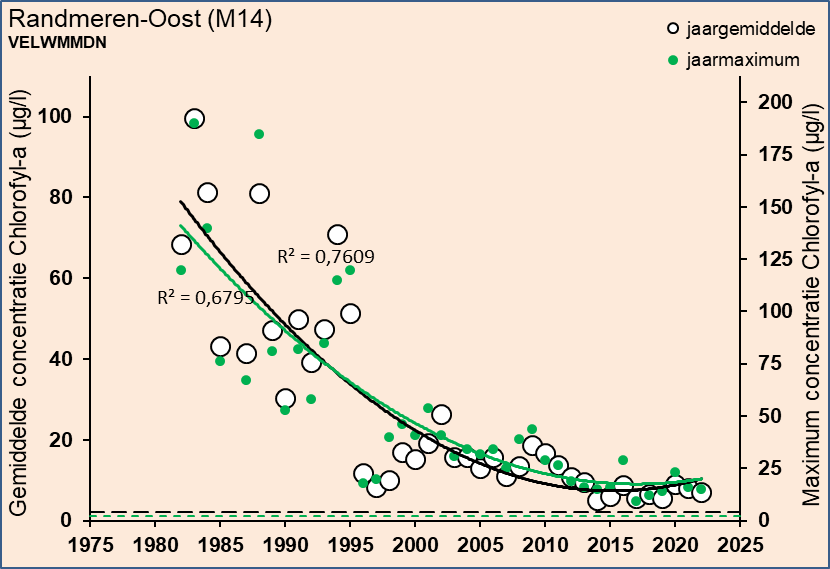 Randmeren-Oost (M14)
VELWMMDN
jaargemiddelde
jaarmaximum
Gemiddelde concentratie Chlorofyl-a (µg/l)
100
80
60
40
20
0
R² = 0,7609
R² = 0,6795
200
175
150
125
100
75
50
25
0
Maximum concentratie Chlorofyl-a (µg/l)
1975 1980 1985 1990 1995 2000 2005 2010 2015 2020 2025